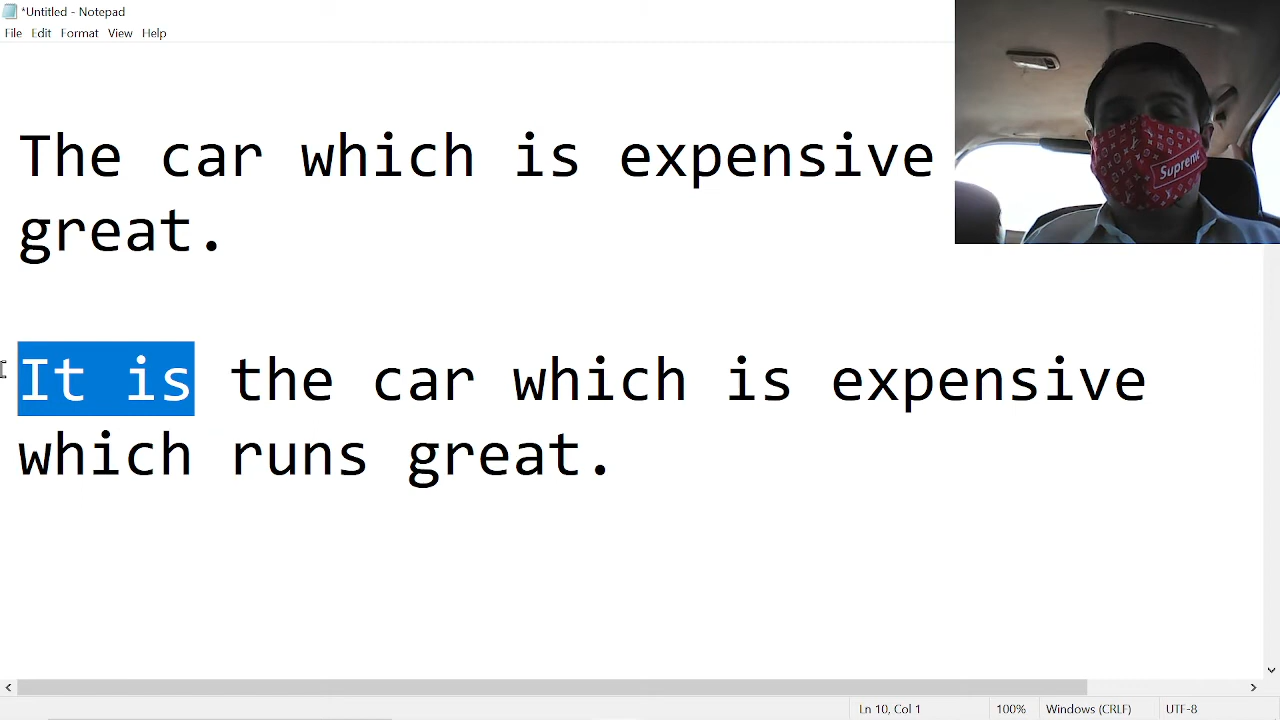 *Untitled - Notepad
File Edit Format View Help
The car which is expensive
great.
It is the car which is expensive
which runs great.
Supreme
Ln 10, Col 1 100% Windows (CRLF) UTF-8